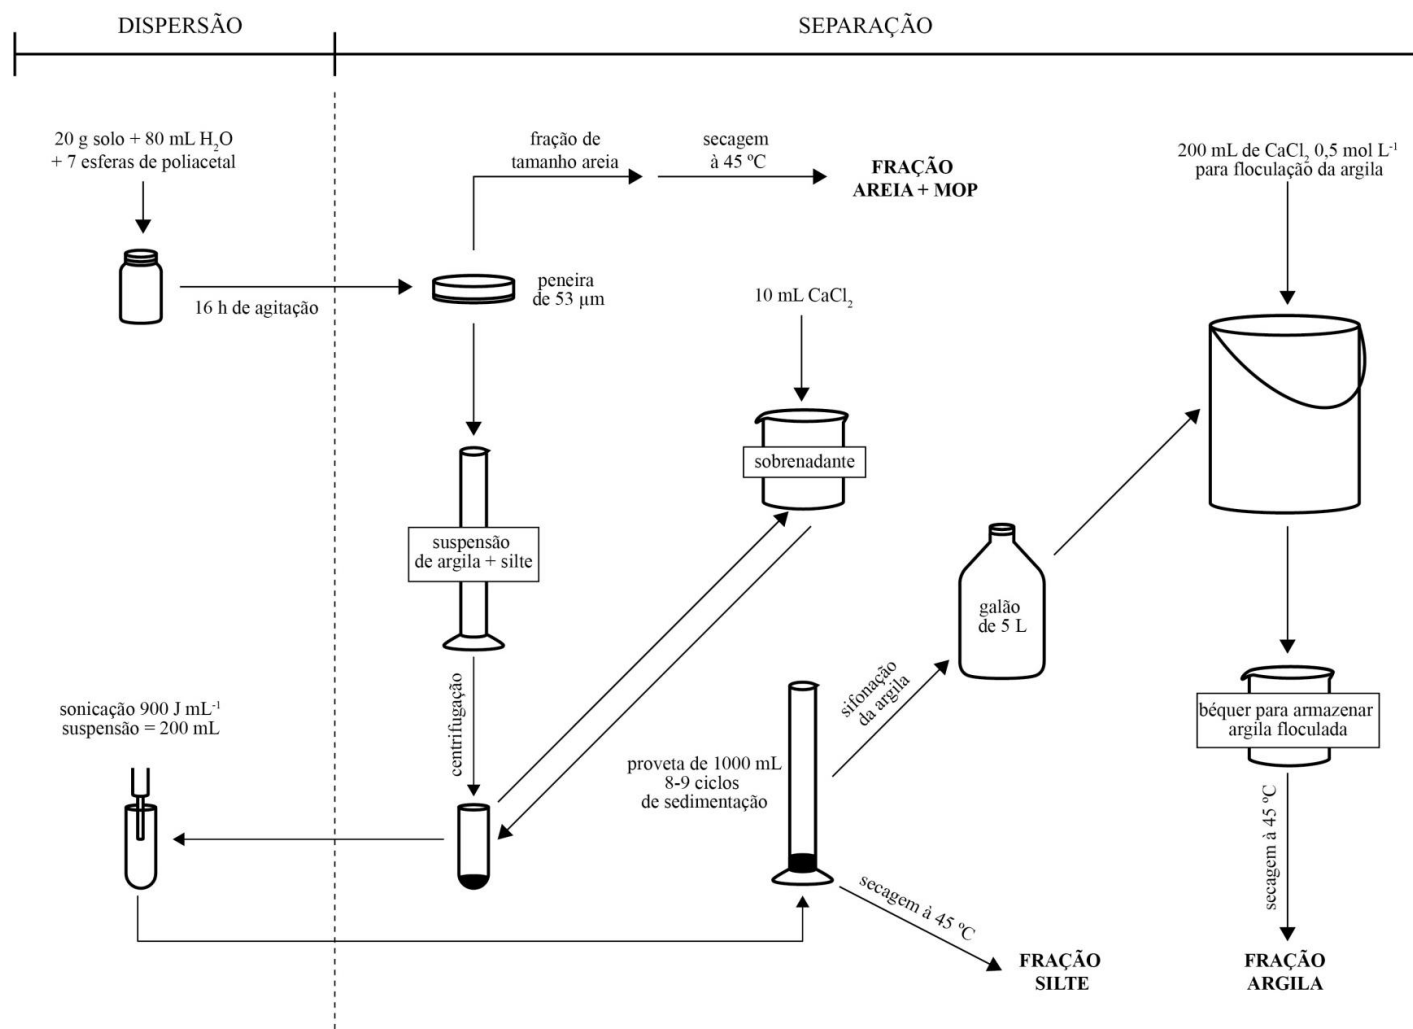 DISPERSÃO
SEPARAÇÃO
20 g solo + 80 mL H₂O
+ 7 esferas de poliacetal
16 h de agitação
fração de
tamanho areia
secagem
à 45 ºC
FRAÇÃO
AREIA + MOP
peneira
de 53 µm
suspensão
de argila + silte
centrifugação
10 mL CaCl₂
sobrenadante
sonicação 900 J mL⁻¹
suspensão = 200 mL
proveta de 1000 mL
8-9 ciclos
de sedimentação
secagem à 45 ºC
FRAÇÃO
SILTE
sifonação
da argila
galão
de 5 L
200 mL de CaCl₂ 0,5 mol L⁻¹
para floculação da argila
béquer para armazenar
argila floculada
secagem à 45 ºC
FRAÇÃO
ARGILA